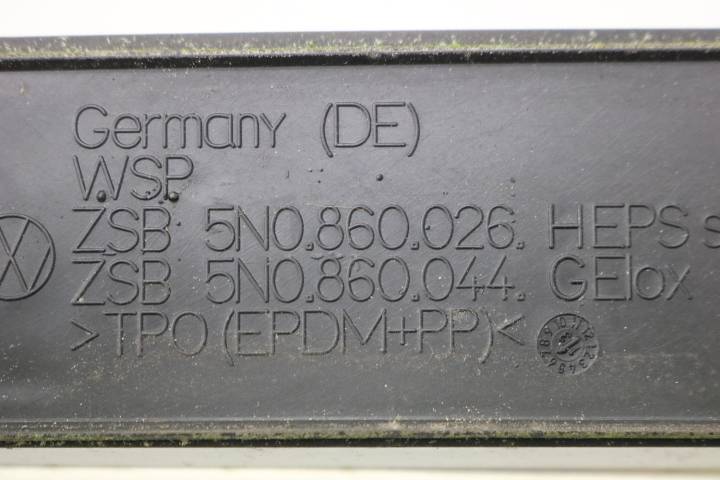 Germany (DE)
WSP
ZSB 5N0.860.026. HEPS s
ZSB 5N0.860.044. GElox
>TPO(EPDM+PP)<